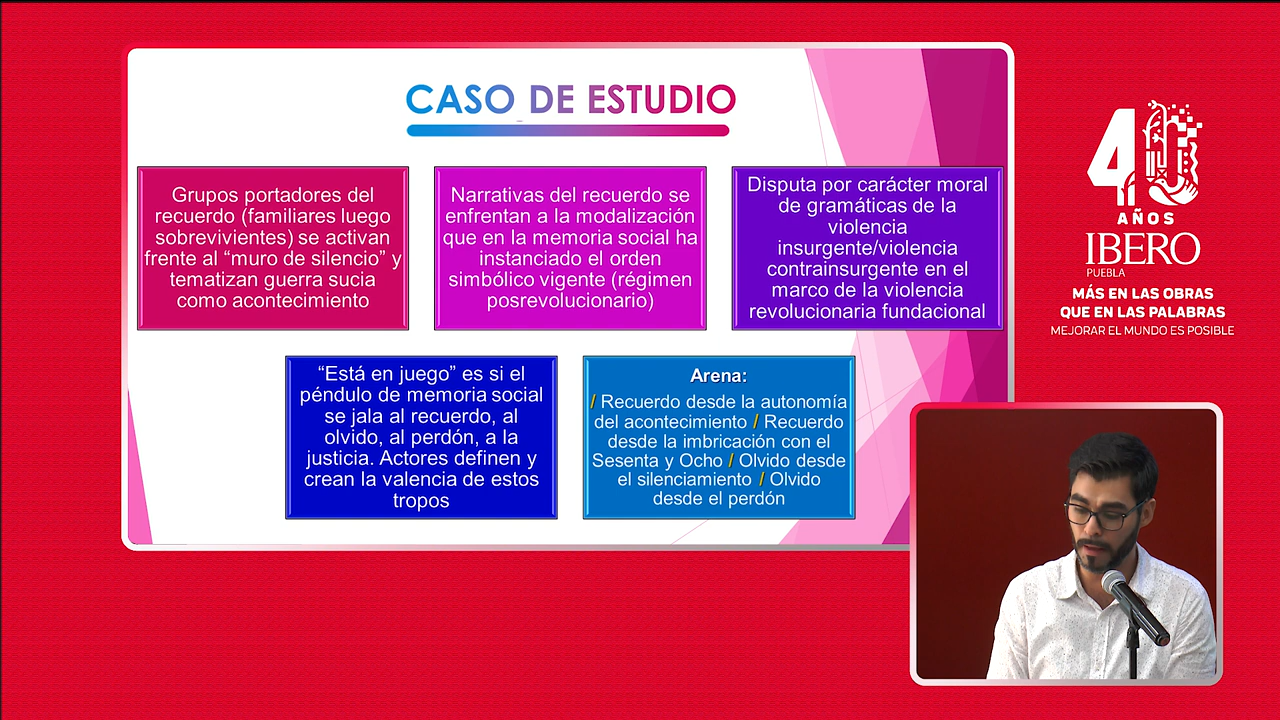 CASO DE ESTUDIO
Grupos portadores del
recuerdo (familiares luego
sobrevivientes) se activan
frente al “muro de silencio” y
tematizan guerra sucia
como acontecimiento
Narrativas del recuerdo se
enfrentan a la modalización
que en la memoria social ha
instanciado el orden
simbólico vigente (régimen
posrevolucionario)
Disputa por carácter moral
de gramáticas de la
violencia
insurgente/violencia
contrainsurgente en el
marco de la violencia
revolucionaria fundacional
“Está en juego” es si el
péndulo de memoria social
se jala al recuerdo, al
olvido, al perdón, a la
justicia. Actores definen y
crean la valencia de estos
tropos
Arena:
/ Recuerdo desde la autonomía
del acontecimiento / Recuerdo
desde la imbricación con el
Sesenta y Ocho / Olvido desde
el silenciamiento / Olvido
desde el perdón
40
AÑOS
IBERO
PUEBLA
MÁS EN LAS OBRAS
QUE EN LAS PALABRAS
MEJORAR EL MUNDO ES POSIBLE